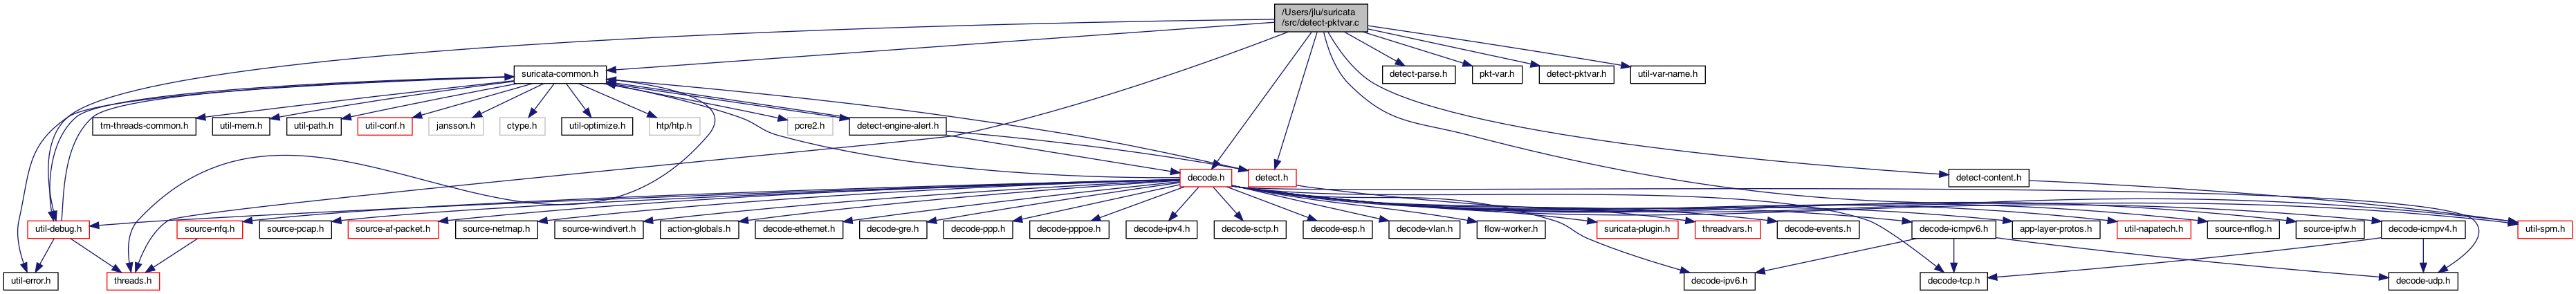 /Users/jlu/suricata
/src/detect-pktvar.c
suricata-common.h
detect-parse.h
pkt-var.h
detect-pktvar.h
util-var-name.h
tm-threads-common.h
util-mem.h
util-path.h
util-conf.h
jansson.h
ctype.h
util-optimize.h
htp/htp.h
pcre2.h
detect-engine-alert.h
decode.h
detect.h
detect-content.h
util-debug.h
source-nfq.h
source-pcap.h
source-af-packet.h
source-netmap.h
source-windivert.h
action-globals.h
decode-ethernet.h
decode-gre.h
decode-ppp.h
decode-pppoe.h
decode-ipv4.h
decode-sctp.h
decode-esp.h
decode-vlan.h
flow-worker.h
suricata-plugin.h
threadvars.h
decode-events.h
decode-icmpv6.h
app-layer-protos.h
util-napatech.h
source-nflog.h
source-ipfw.h
decode-icmpv4.h
util-spm.h
util-error.h
threads.h
decode-ipv6.h
decode-tcp.h
decode-udp.h